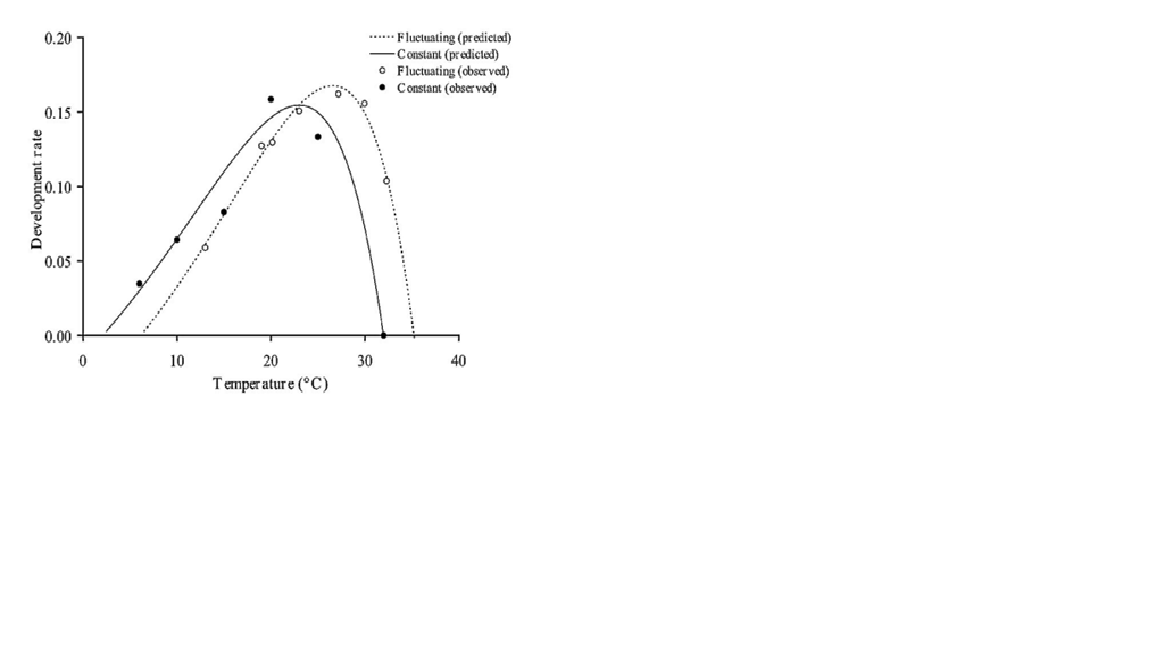 0.20
0.15
0.10
0.05
0.00
Development rate
0 10 20 30 40
Temperature (°C)
Fluctuating (predicted)
Constant (predicted)
Fluctuating (observed)
Constant (observed)